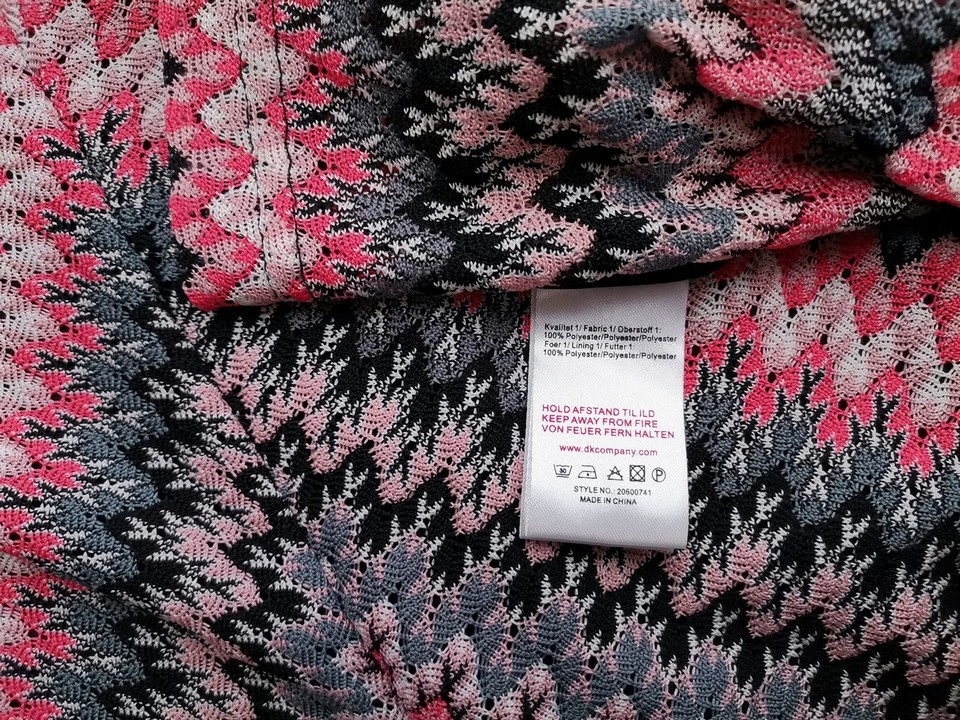 Kvalitet 1/ Fabric 1/ Oberstoff 1:
100% Polyester/Polyester/Polyester
Foer 1/ Lining 1/ Futter 1:
100% Polyester/Polyester/Polyester
HOLD AFSTAND TIL ILD
KEEP AWAY FROM FIRE
VON FEUER FERN HALTEN
www.dkcompany.com
30 P
STYLE NO.: 20600741
MADE IN CHINA